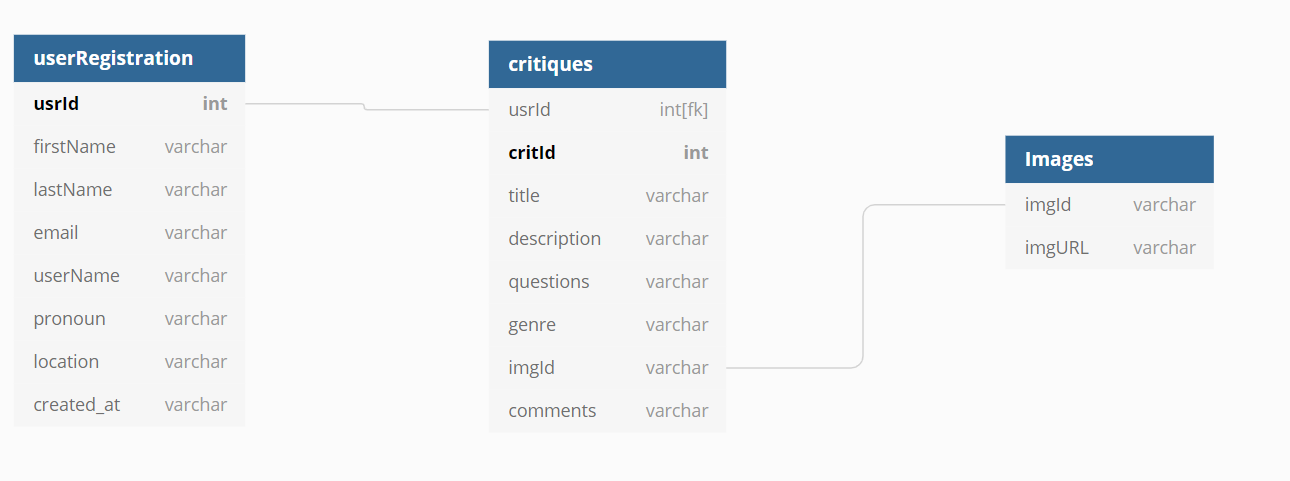 userRegistration
usrId int
firstName varchar
lastName varchar
email varchar
userName varchar
pronoun varchar
location varchar
created_at varchar
critiques
usrId int[fk]
critId int
title varchar
description varchar
questions varchar
genre varchar
imgId varchar
comments varchar
Images
imgId varchar
imgURL varchar